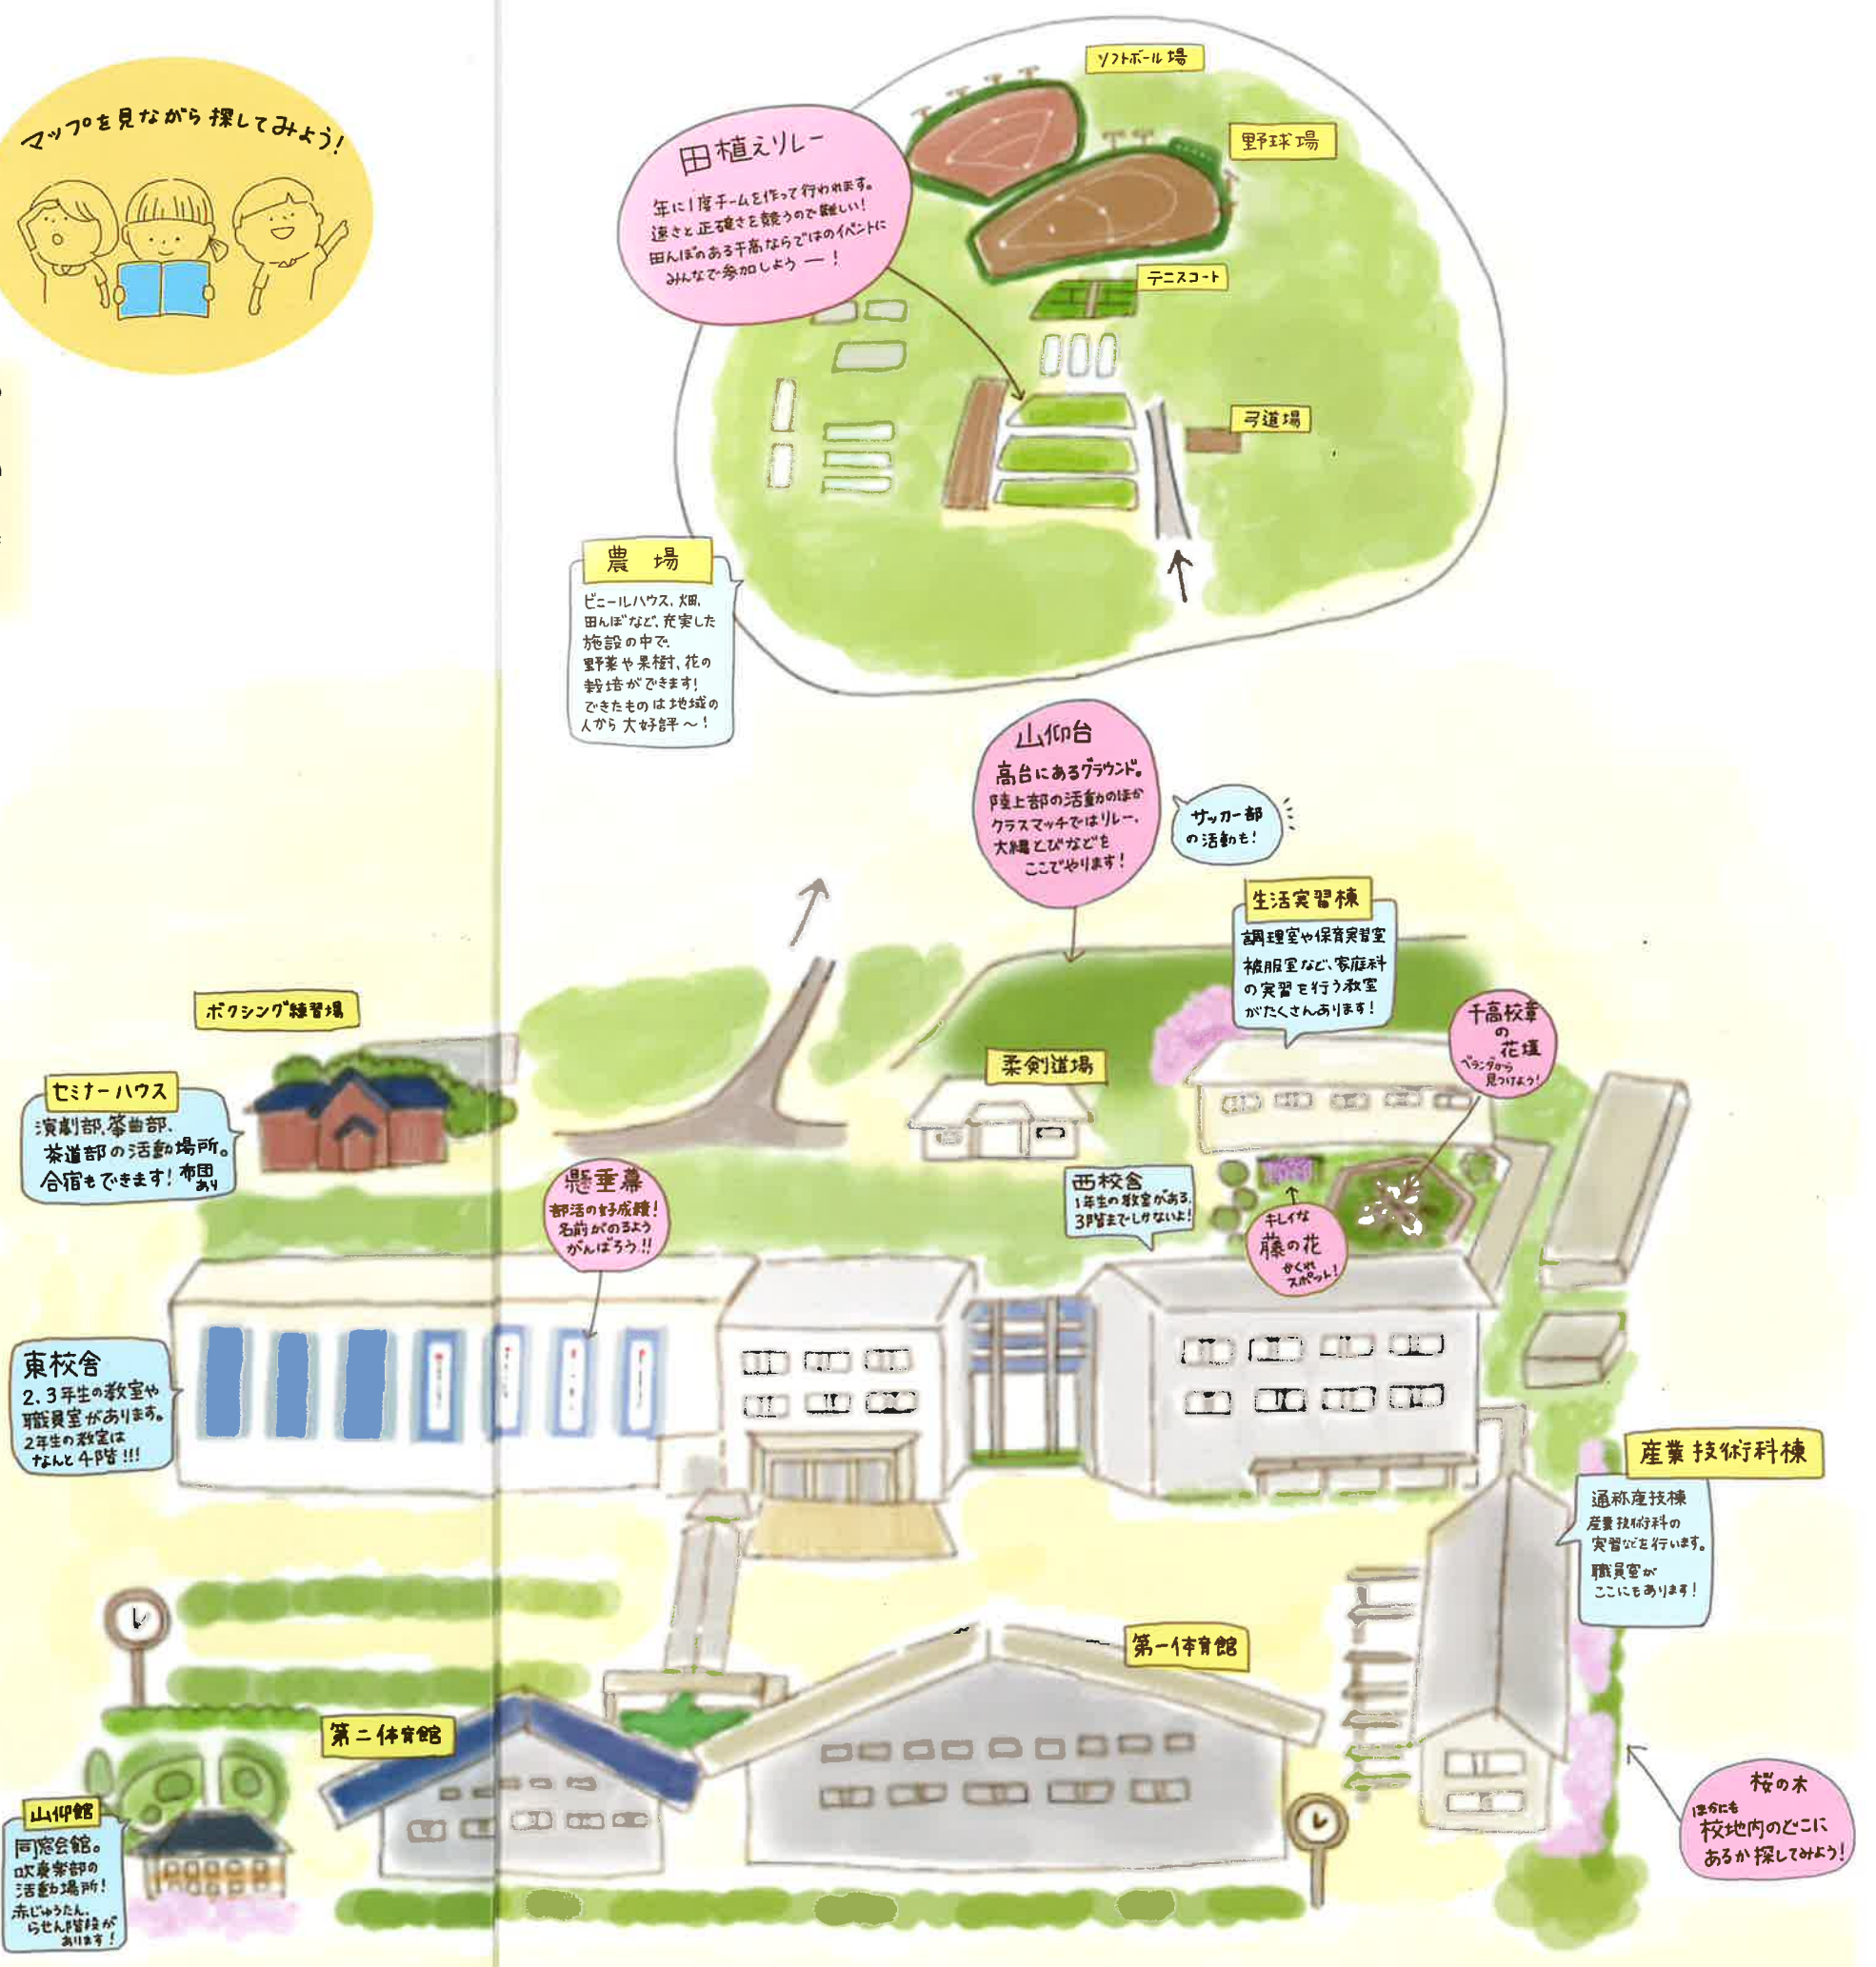 マップを見ながら探してみよう!
ソフトボール場
野球場
田植えリレー
年に1度チームを作って行われます。
速さと正確さを競うので難しい!
田んぼのある千高ならではのイベントに
みんなで参加しよう ー !
テニスコート
弓道場
農 場
ビニールハウス、畑、
田んぼなど、充実した
施設の中で
野菜や果樹、花の
栽培ができます!
できたものは地域の
人から大好評〜!
山仰台
高台にあるグラウンド。
陸上部の活動のほか
クラスマッチではリレー、
大縄とびなどを
ここでやります!
サッカー部
の活動も!
生活実習棟
調理室や保育実習室
被服室など、家庭科
の実習を行う教室
がたくさんあります!
千高校章
の
花壇
ベランダから
見つけよう!
ボクシング練習場
柔剣道場
セミナーハウス
演劇部、箏曲部、
茶道部の活動場所。
合宿もできます!布団
あり
懸垂幕
部活の好成績!
名前がのるよう
がんばろう!!
西校舎
1年生の教室がある。
3階までしかないよ!
キレイな
藤の花
かくれ
スポット!
東校舎
2、3年生の教室や
職員室があります。
2年生の教室は
なんと4階!!!
産業技術科棟
通称産技棟
産業技術科の
実習などを行います。
職員室が
ここにもあります!
第一体育館
第二体育館
山仰館
同窓会館。
吹奏楽部の
活動場所!
赤じゅうたん、
らせん階段が
あります!
桜の木
ほかにも
校地内のどこに
あるか探してみよう!